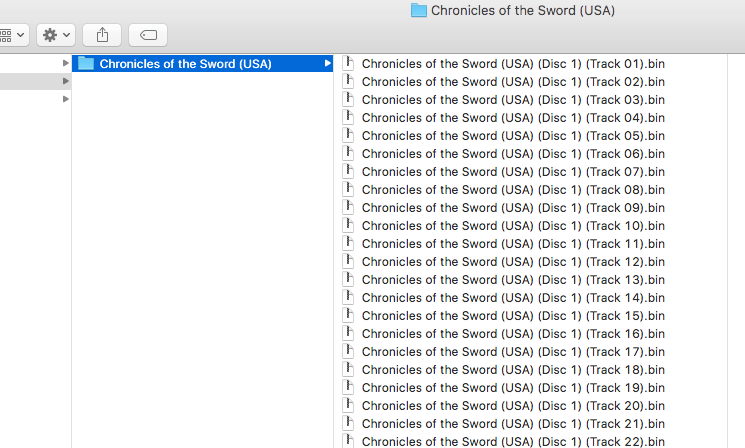 Chronicles of the Sword (USA)
Chronicles of the Sword (USA)
Chronicles of the Sword (USA) (Disc 1) (Track 01).bin
Chronicles of the Sword (USA) (Disc 1) (Track 02).bin
Chronicles of the Sword (USA) (Disc 1) (Track 03).bin
Chronicles of the Sword (USA) (Disc 1) (Track 04).bin
Chronicles of the Sword (USA) (Disc 1) (Track 05).bin
Chronicles of the Sword (USA) (Disc 1) (Track 06).bin
Chronicles of the Sword (USA) (Disc 1) (Track 07).bin
Chronicles of the Sword (USA) (Disc 1) (Track 08).bin
Chronicles of the Sword (USA) (Disc 1) (Track 09).bin
Chronicles of the Sword (USA) (Disc 1) (Track 10).bin
Chronicles of the Sword (USA) (Disc 1) (Track 11).bin
Chronicles of the Sword (USA) (Disc 1) (Track 12).bin
Chronicles of the Sword (USA) (Disc 1) (Track 13).bin
Chronicles of the Sword (USA) (Disc 1) (Track 14).bin
Chronicles of the Sword (USA) (Disc 1) (Track 15).bin
Chronicles of the Sword (USA) (Disc 1) (Track 16).bin
Chronicles of the Sword (USA) (Disc 1) (Track 17).bin
Chronicles of the Sword (USA) (Disc 1) (Track 18).bin
Chronicles of the Sword (USA) (Disc 1) (Track 19).bin
Chronicles of the Sword (USA) (Disc 1) (Track 20).bin
Chronicles of the Sword (USA) (Disc 1) (Track 21).bin
Chronicles of the Sword (USA) (Disc 1) (Track 22).bin